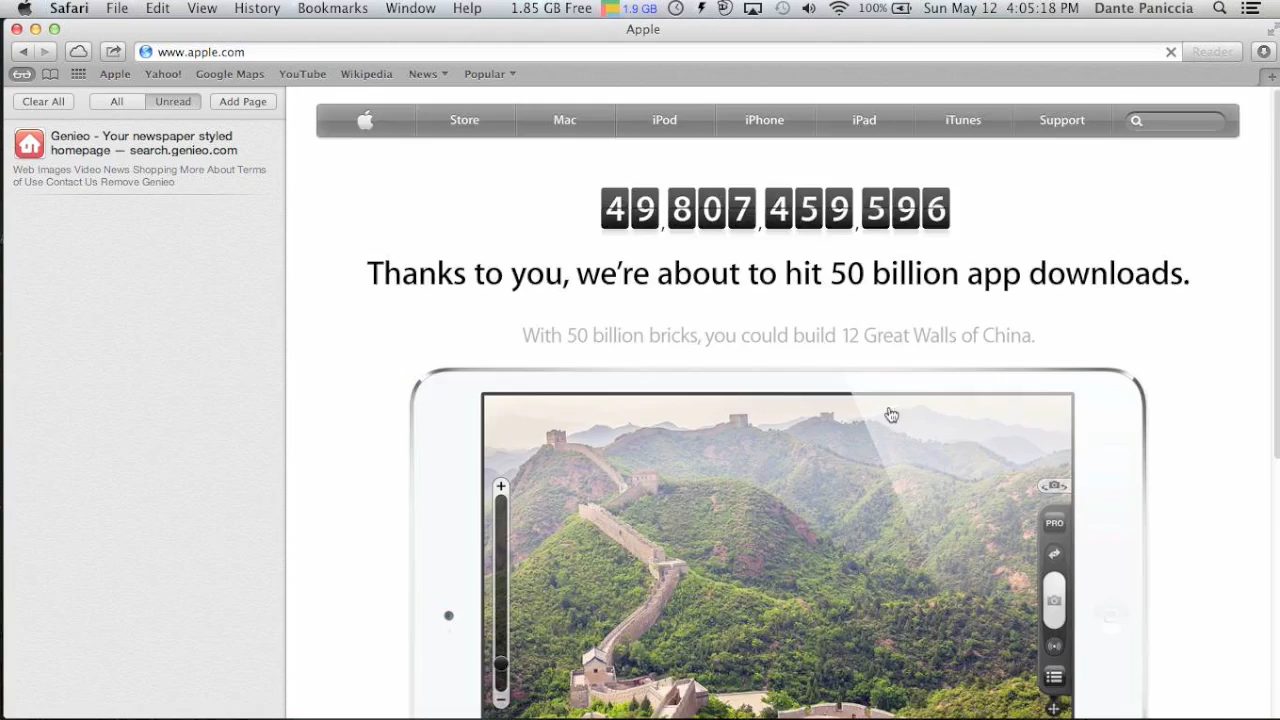 Safari File Edit View History Bookmarks Window Help 1.85 GB Free 1.9 GB 100% Sun May 12 4:05:18 PM Dante Paniccia
Apple
www.apple.com Reader
Apple Yahoo! Google Maps YouTube Wikipedia News Popular
Clear All All Unread Add Page
Genieo - Your newspaper styled
homepage — search.genieo.com
Web Images Video News Shopping More About Terms
of Use Contact Us Remove Genieo
Store Mac iPod iPhone iPad iTunes Support
49,807,459,596
Thanks to you, we’re about to hit 50 billion app downloads.
With 50 billion bricks, you could build 12 Great Walls of China.
+
PRO
−